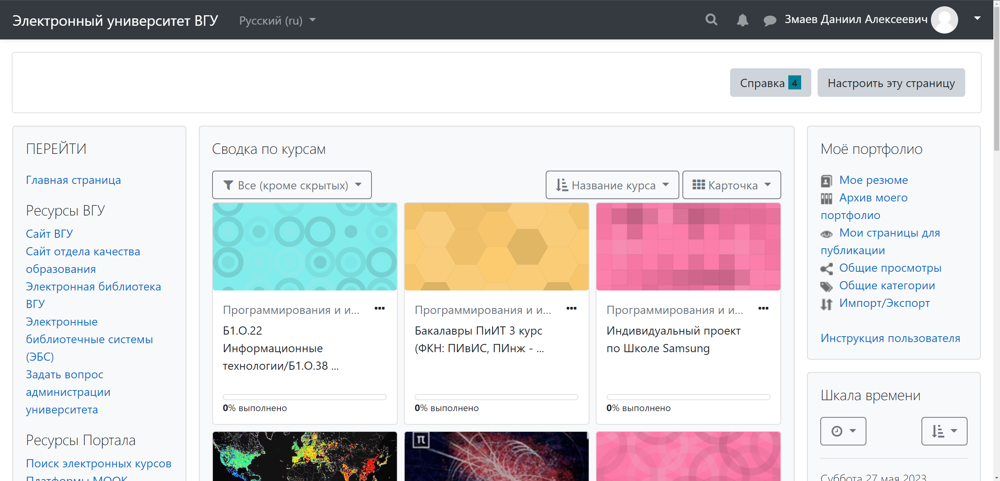 Электронный университет ВГУ
Русский (ru)
Змаев Даниил Алексеевич
Справка 4
Настроить эту страницу
ПЕРЕЙТИ
Главная страница
Ресурсы ВГУ
Сайт ВГУ
Сайт отдела качества
образования
Электронная библиотека
ВГУ
Электронные
библиотечные системы
(ЭБС)
Задать вопрос
администрации
университета
Ресурсы Портала
Поиск электронных курсов
Платформы МООК
Сводка по курсам
Все (кроме скрытых)
Название курса
Карточка
Программирования и и...
Б1.О.22
Информационные
технологии/Б1.О.38 ...
0% выполнено
Программирования и и...
Бакалавры ПиИТ 3 курс
(ФКН: ПИвИС, ПИнж - ...
0% выполнено
Программирования и и...
Индивидуальный проект
по Школе Samsung
0% выполнено
π
Моё портфолио
Мое резюме
Архив моего
портфолио
Мои страницы для
публикации
Общие просмотры
Общие категории
Импорт/Экспорт
Инструкция пользователя
Шкала времени
Суббота 27 мая 2023